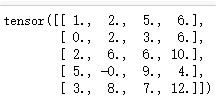 tensor([[ 1.,  2.,  5.,  6.],
        [ 0.,  2.,  3.,  6.],
        [ 2.,  6.,  6., 10.],
        [ 5., -0.,  9.,  4.],
        [ 3.,  8.,  7., 12.]])